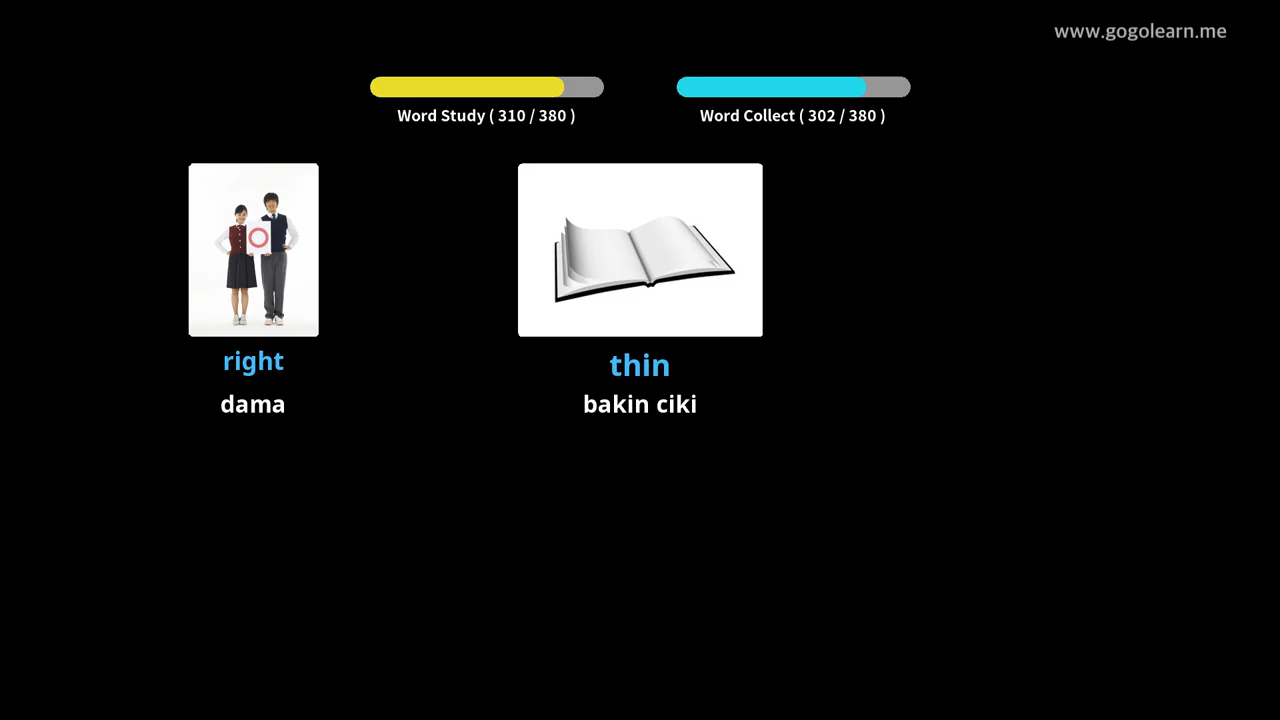 www.gogolearn.me
Word Study ( 310 / 380 )
Word Collect ( 302 / 380 )
right
dama
thin
bakin ciki